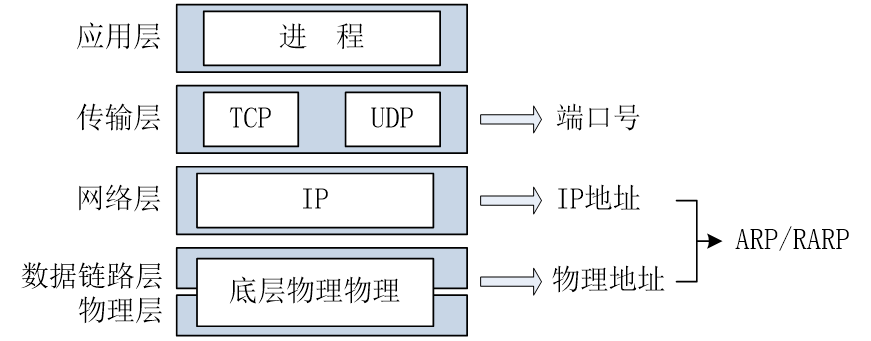 应用层 进 程
传输层 TCP UDP 端口号
网络层 IP IP地址
ARP/RARP
数据链路层 底层物理物理 物理地址
物理层